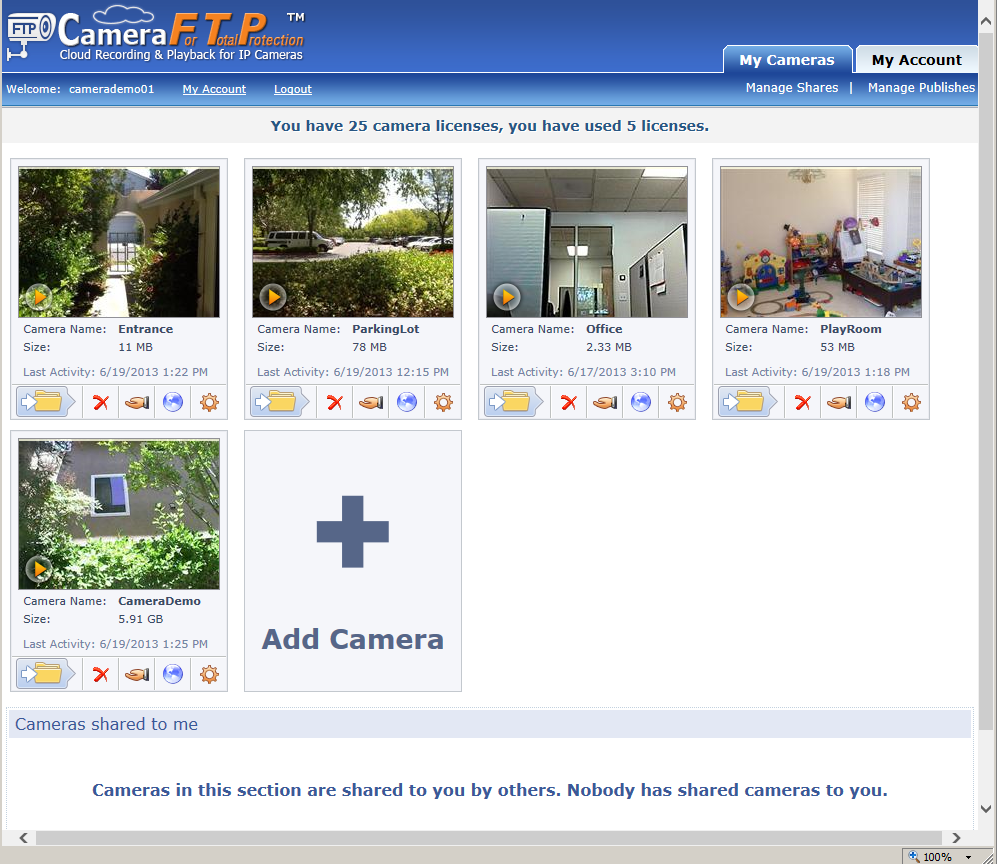 FTP CameraFTP TM
For Total Protection
Cloud Recording & Playback for IP Cameras
My Cameras My Account
Welcome: camerademo01 My Account Logout
Manage Shares | Manage Publishes
You have 25 camera licenses, you have used 5 licenses.
Camera Name: Entrance
Size: 11 MB
Last Activity: 6/19/2013 1:22 PM
Camera Name: ParkingLot
Size: 78 MB
Last Activity: 6/19/2013 12:15 PM
Camera Name: Office
Size: 2.33 MB
Last Activity: 6/17/2013 3:10 PM
Camera Name: PlayRoom
Size: 53 MB
Last Activity: 6/19/2013 1:18 PM
Camera Name: CameraDemo
Size: 5.91 GB
Last Activity: 6/19/2013 1:25 PM
Add Camera
Cameras shared to me
Cameras in this section are shared to you by others. Nobody has shared cameras to you.
100%